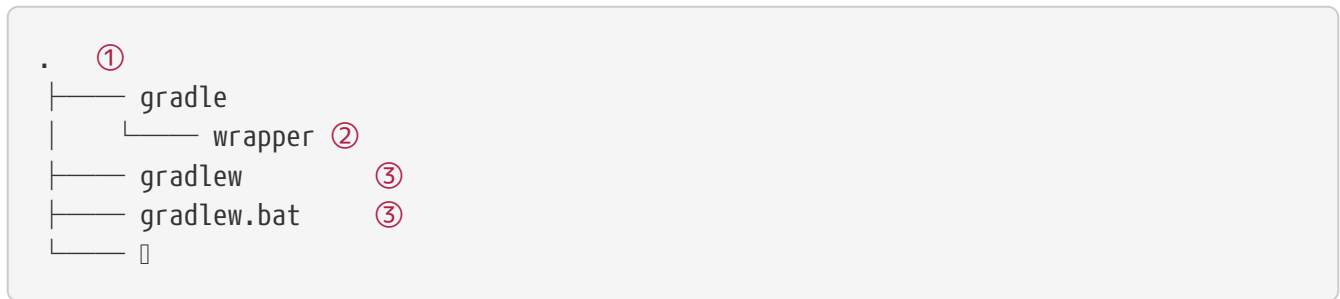 . ①
├── gradle
│   └── wrapper ②
├── gradlew ③
├── gradlew.bat ③
└──